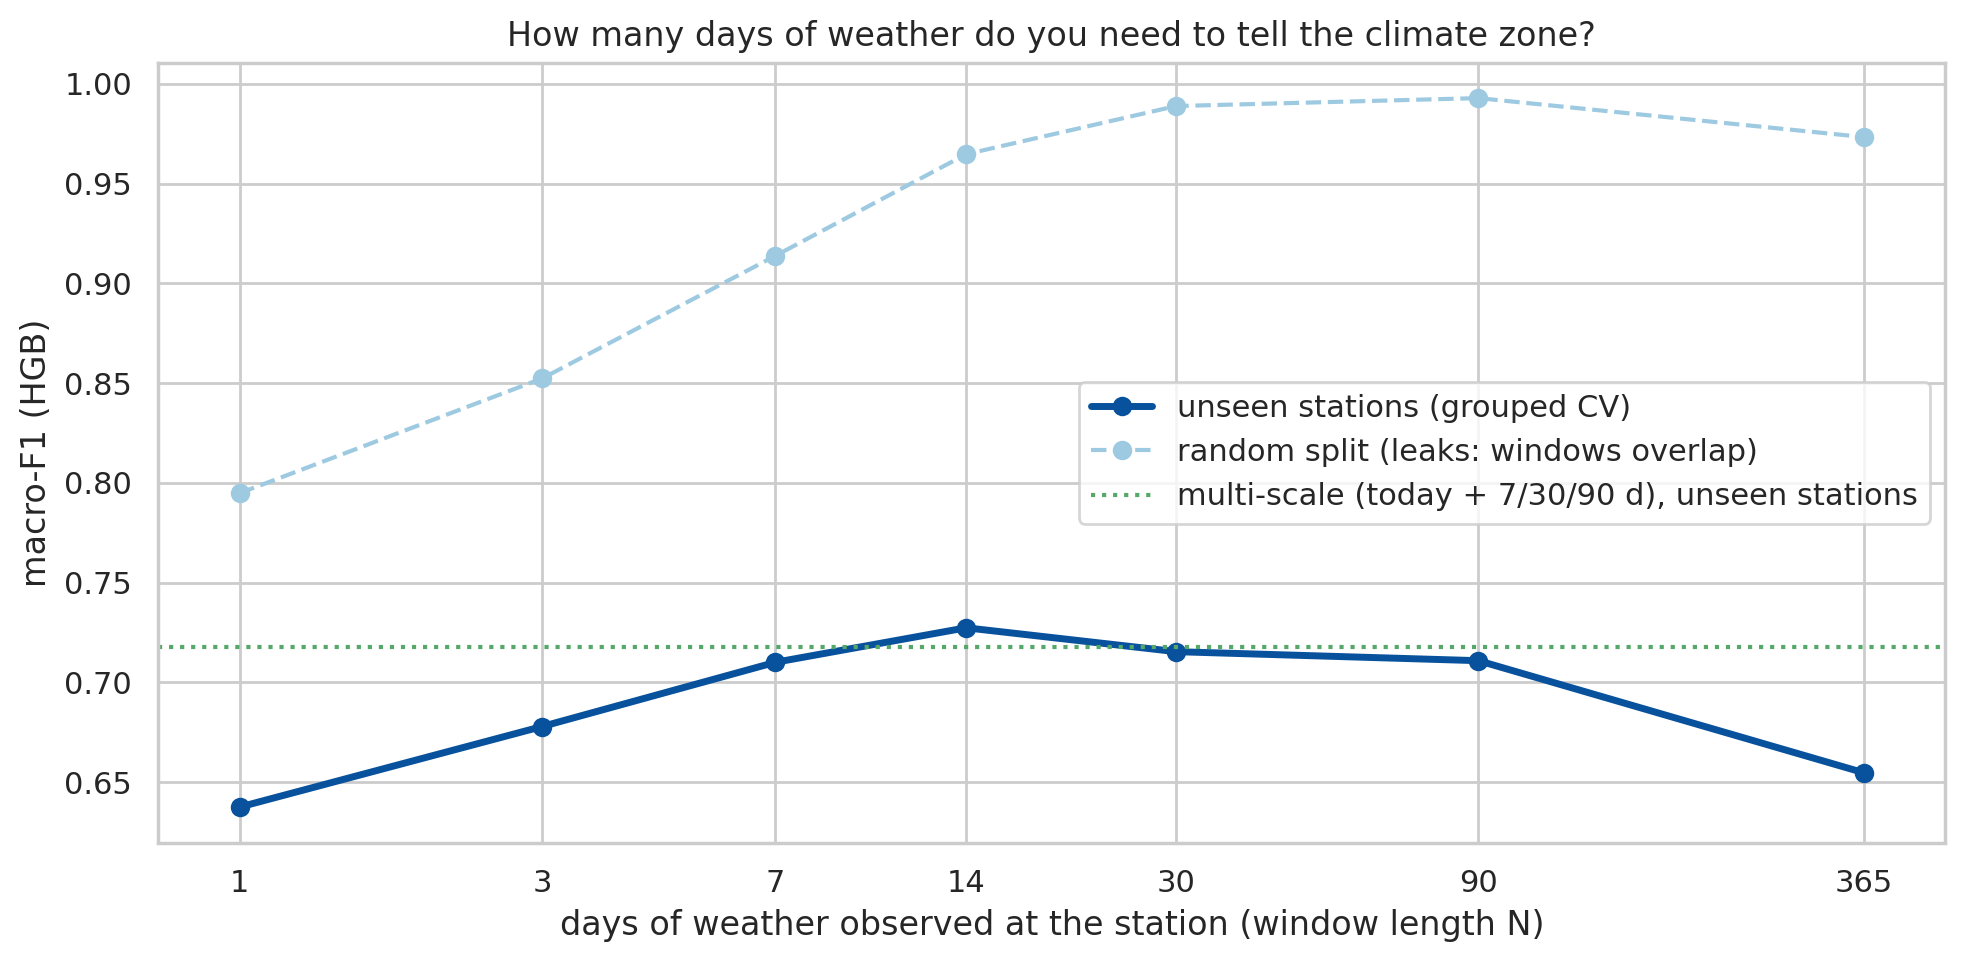 How many days of weather do you need to tell the climate zone?
1.00
0.95
0.90
0.85
0.80
0.75
0.70
0.65
macro-F1 (HGB)
unseen stations (grouped CV)
random split (leaks: windows overlap)
multi-scale (today + 7/30/90 d), unseen stations
1 3 7 14 30 90 365
days of weather observed at the station (window length N)